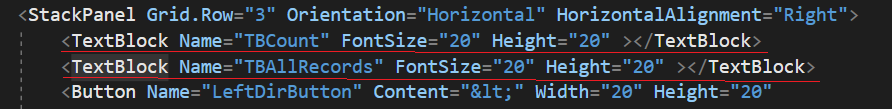 <StackPanel Grid.Row="3" Orientation="Horizontal" HorizontalAlignment="Right">
<TextBlock Name="TBCount" FontSize="20" Height="20" ></TextBlock>
<TextBlock Name="TBAllRecords" FontSize="20" Height="20" ></TextBlock>
<Button Name="LeftDirButton" Content="&lt;" Width="20" Height="20"